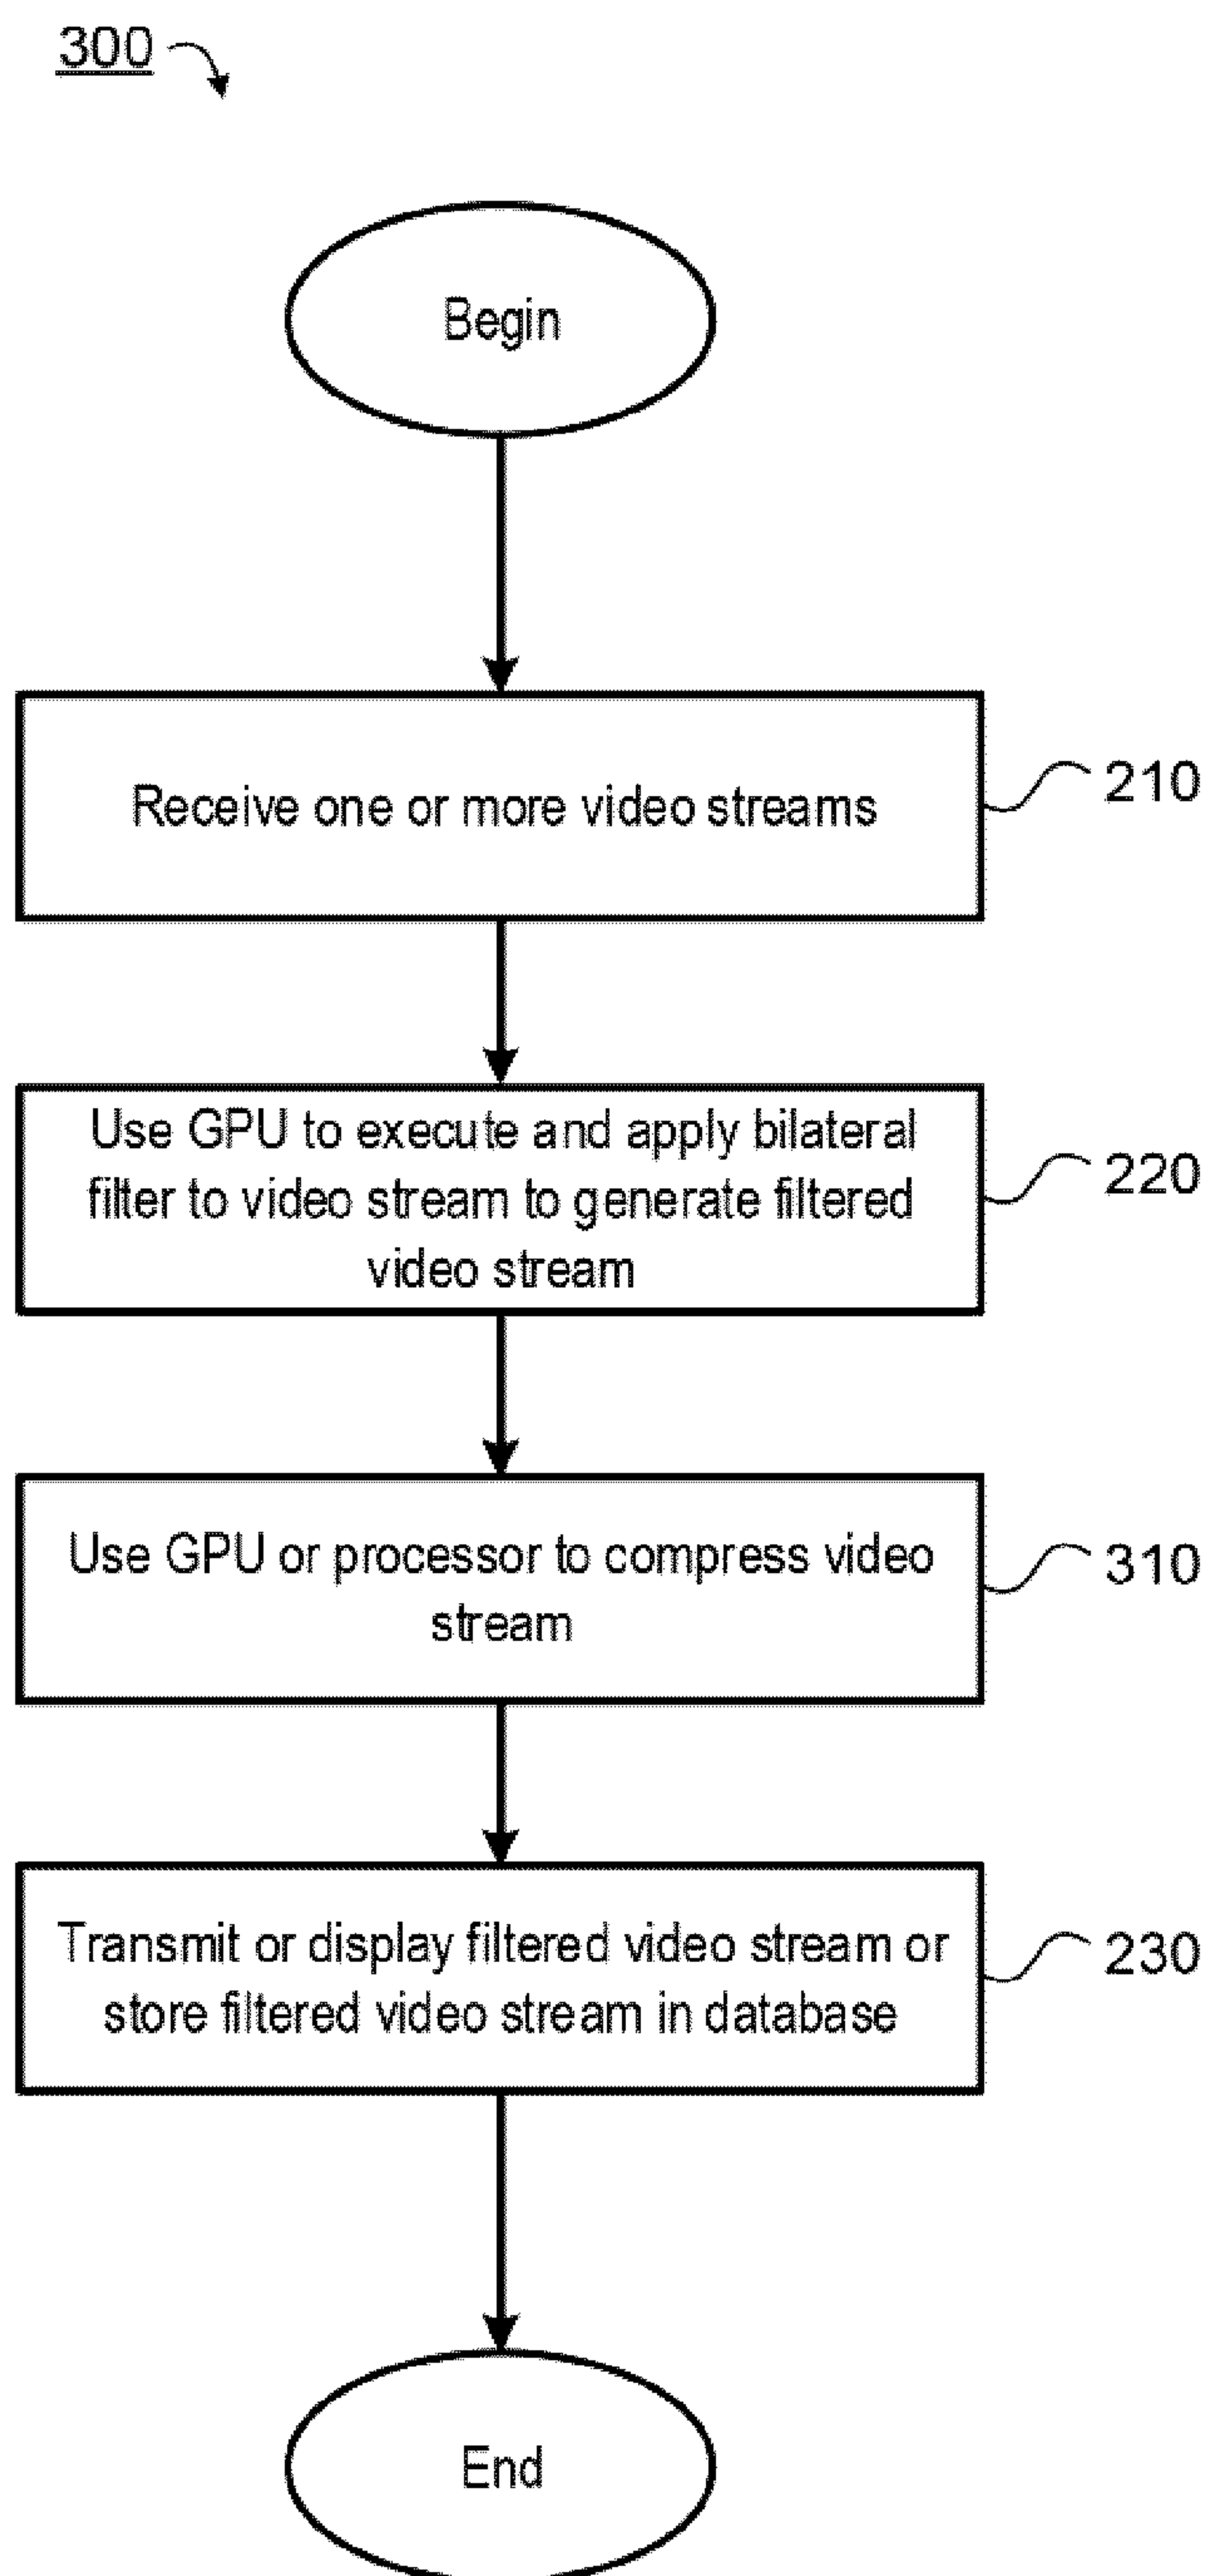 300
Begin
Receive one or more video streams
210
Use GPU to execute and apply bilateral
filter to video stream to generate filtered
video stream
220
Use GPU or processor to compress video
stream
310
Transmit or display filtered video stream or
store filtered video stream in database
230
End